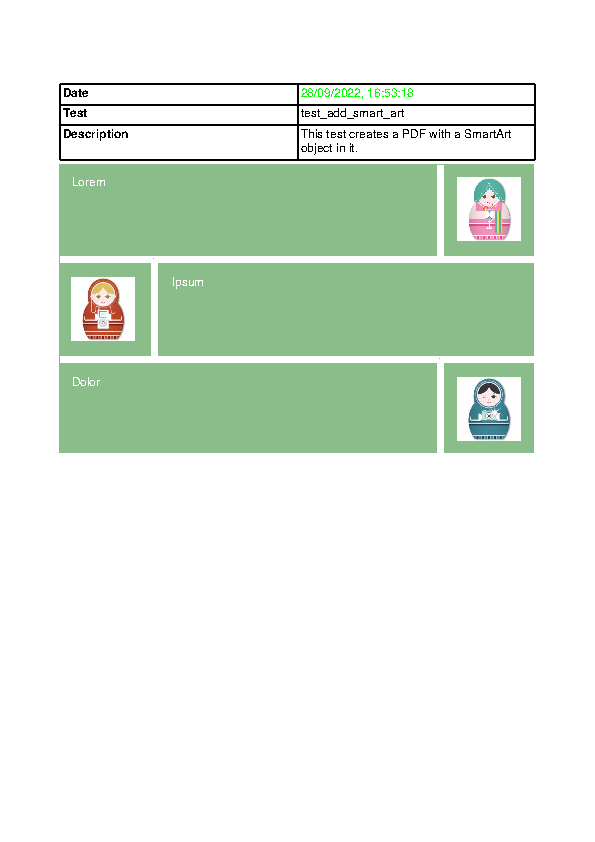 Date 28/09/2022, 16:53:18
Test test_add_smart_art
Description This test creates a PDF with a SmartArt
object in it.
Lorem
Ipsum
Dolor